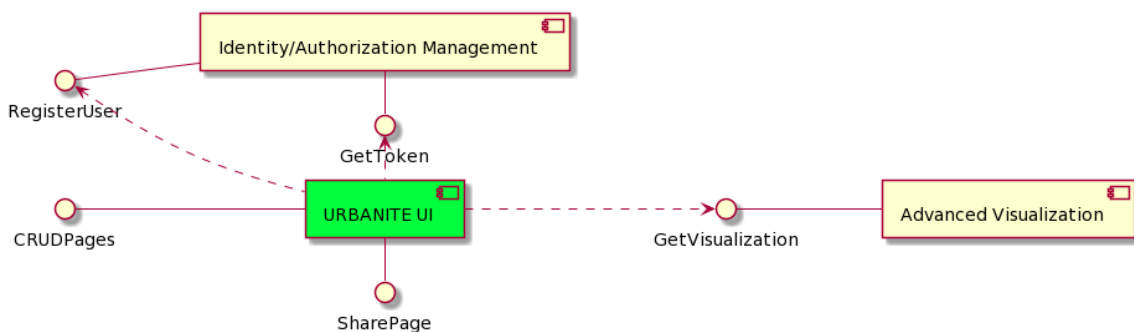 Identity/Authorization Management
RegisterUser
GetToken
URBANITE UI
CRUDPages
GetVisualization
Advanced Visualization
SharePage